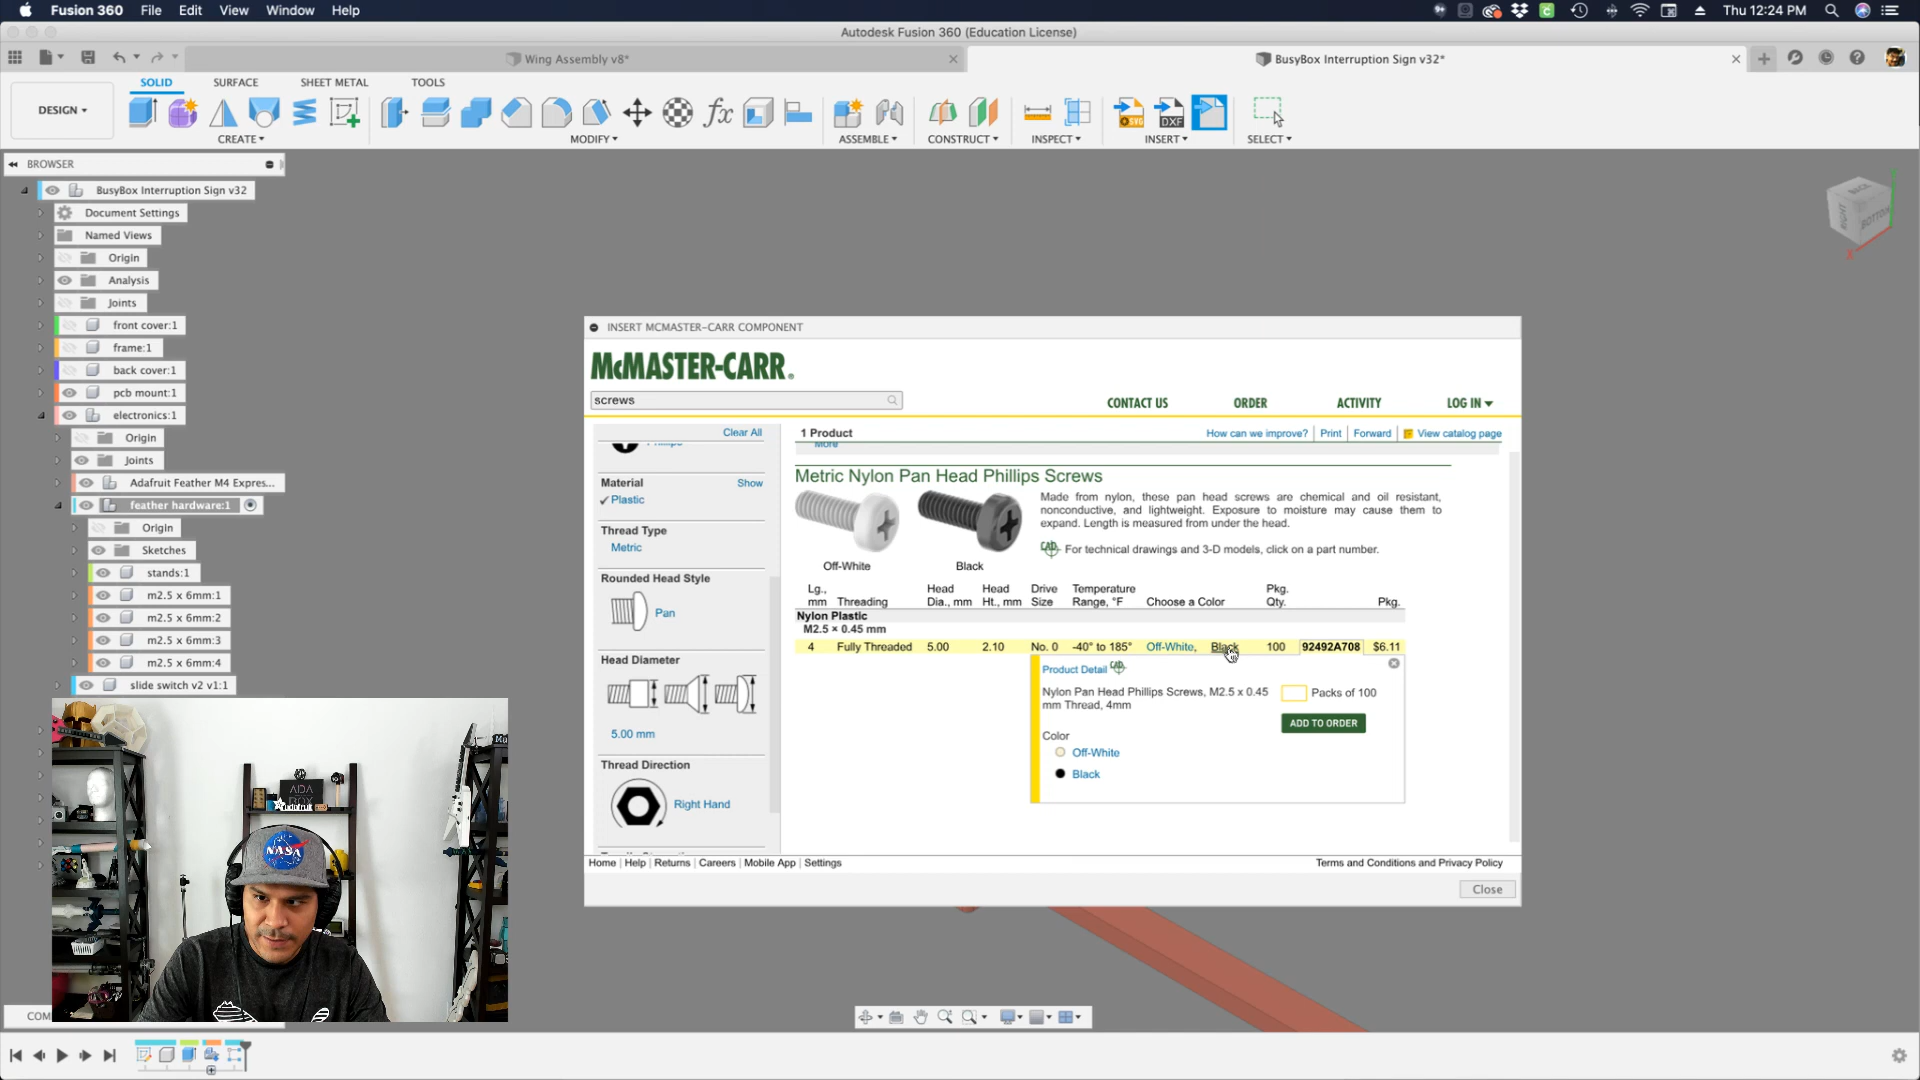 Fusion 360 File Edit View Window Help
Thu 12:24 PM
Autodesk Fusion 360 (Education License)
Wing Assembly v8*
BusyBox Interruption Sign v32*
SOLID SURFACE SHEET METAL TOOLS
DESIGN
CREATE
MODIFY
ASSEMBLE
CONSTRUCT
INSPECT
INSERT
SELECT
SVG
DXF
BROWSER
BusyBox Interruption Sign v32
Document Settings
Named Views
Origin
Analysis
Joints
front cover:1
frame:1
back cover:1
pcb mount:1
electronics:1
Origin
Joints
Adafruit Feather M4 Expres...
feather hardware:1
Origin
Sketches
stands:1
m2.5 x 6mm:1
m2.5 x 6mm:2
m2.5 x 6mm:3
m2.5 x 6mm:4
slide switch v2 v1:1
COM
BACK
RIGHT
BOTTOM
X
INSERT MCMASTER-CARR COMPONENT
McMASTER-CARR.
screws
CONTACT US ORDER ACTIVITY LOG IN
Clear All
Phillips
Material Show
Plastic
Thread Type
Metric
Rounded Head Style
Pan
Head Diameter
5.00 mm
Thread Direction
Right Hand
1 Product
How can we improve? Print Forward View catalog page
More
Metric Nylon Pan Head Phillips Screws
Off-White
Black
Made from nylon, these pan head screws are chemical and oil resistant,
nonconductive, and lightweight. Exposure to moisture may cause them to
expand. Length is measured from under the head.
CAD For technical drawings and 3-D models, click on a part number.
Lg., mm Threading Head Dia., mm Head Ht., mm Drive Size Temperature Range, °F Choose a Color Pkg. Qty. Pkg.
Nylon Plastic
M2.5 × 0.45 mm
4 Fully Threaded 5.00 2.10 No. 0 -40° to 185° Off-White, Black 100 92492A708 $6.11
Product Detail CAD
Nylon Pan Head Phillips Screws, M2.5 x 0.45
mm Thread, 4mm
Packs of 100
ADD TO ORDER
Color
Off-White
Black
Home | Help | Returns | Careers | Mobile App | Settings
Terms and Conditions and Privacy Policy
Close
ADA
BOX
adafruit
NASA